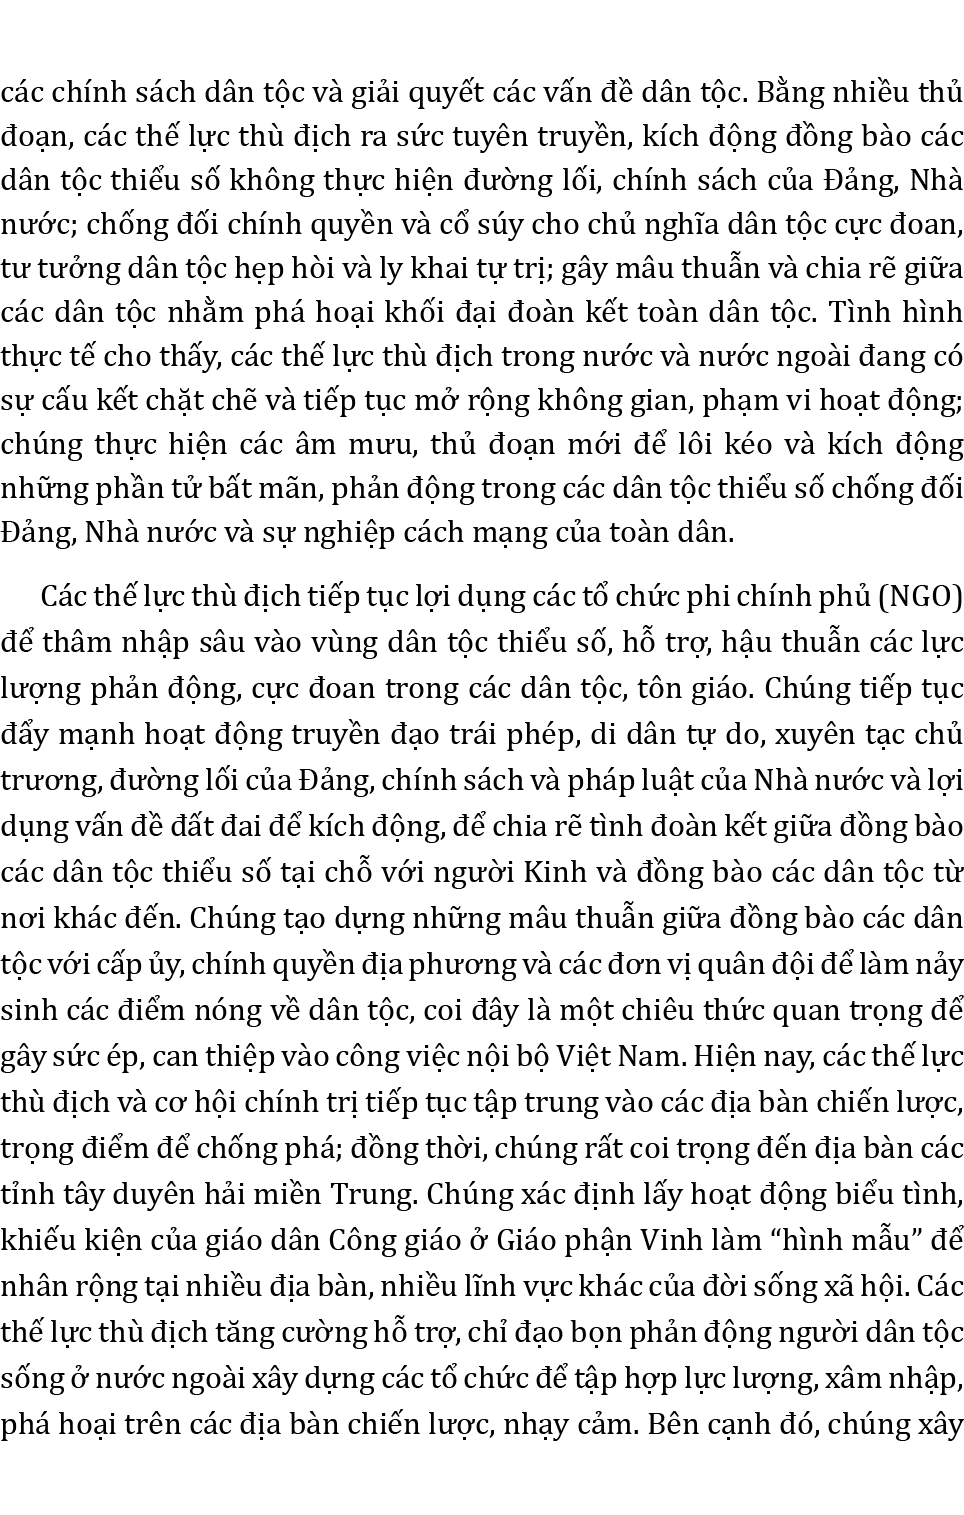 các chính sách dân tộc và giải quyết các vấn đề dân tộc. Bằng nhiều thủ
đoạn, các thế lực thù địch ra sức tuyên truyền, kích động đồng bào các
dân tộc thiểu số không thực hiện đường lối, chính sách của Đảng, Nhà
nước; chống đối chính quyền và cổ súy cho chủ nghĩa dân tộc cực đoan,
tư tưởng dân tộc hẹp hòi và ly khai tự trị; gây mâu thuẫn và chia rẽ giữa
các dân tộc nhằm phá hoại khối đại đoàn kết toàn dân tộc. Tình hình
thực tế cho thấy, các thế lực thù địch trong nước và nước ngoài đang có
sự cấu kết chặt chẽ và tiếp tục mở rộng không gian, phạm vi hoạt động;
chúng thực hiện các âm mưu, thủ đoạn mới để lôi kéo và kích động
những phần tử bất mãn, phản động trong các dân tộc thiểu số chống đối
Đảng, Nhà nước và sự nghiệp cách mạng của toàn dân.
Các thế lực thù địch tiếp tục lợi dụng các tổ chức phi chính phủ (NGO)
để thâm nhập sâu vào vùng dân tộc thiểu số, hỗ trợ, hậu thuẫn các lực
lượng phản động, cực đoan trong các dân tộc, tôn giáo. Chúng tiếp tục
đẩy mạnh hoạt động truyền đạo trái phép, di dân tự do, xuyên tạc chủ
trương, đường lối của Đảng, chính sách và pháp luật của Nhà nước và lợi
dụng vấn đề đất đai để kích động, để chia rẽ tình đoàn kết giữa đồng bào
các dân tộc thiểu số tại chỗ với người Kinh và đồng bào các dân tộc từ
nơi khác đến. Chúng tạo dựng những mâu thuẫn giữa đồng bào các dân
tộc với cấp ủy, chính quyền địa phương và các đơn vị quân đội để làm nảy
sinh các điểm nóng về dân tộc, coi đây là một chiêu thức quan trọng để
gây sức ép, can thiệp vào công việc nội bộ Việt Nam. Hiện nay, các thế lực
thù địch và cơ hội chính trị tiếp tục tập trung vào các địa bàn chiến lược,
trọng điểm để chống phá; đồng thời, chúng rất coi trọng đến địa bàn các
tỉnh tây duyên hải miền Trung. Chúng xác định lấy hoạt động biểu tình,
khiếu kiện của giáo dân Công giáo ở Giáo phận Vinh làm “hình mẫu” để
nhân rộng tại nhiều địa bàn, nhiều lĩnh vực khác của đời sống xã hội. Các
thế lực thù địch tăng cường hỗ trợ, chỉ đạo bọn phản động người dân tộc
sống ở nước ngoài xây dựng các tổ chức để tập hợp lực lượng, xâm nhập,
phá hoại trên các địa bàn chiến lược, nhạy cảm. Bên cạnh đó, chúng xây